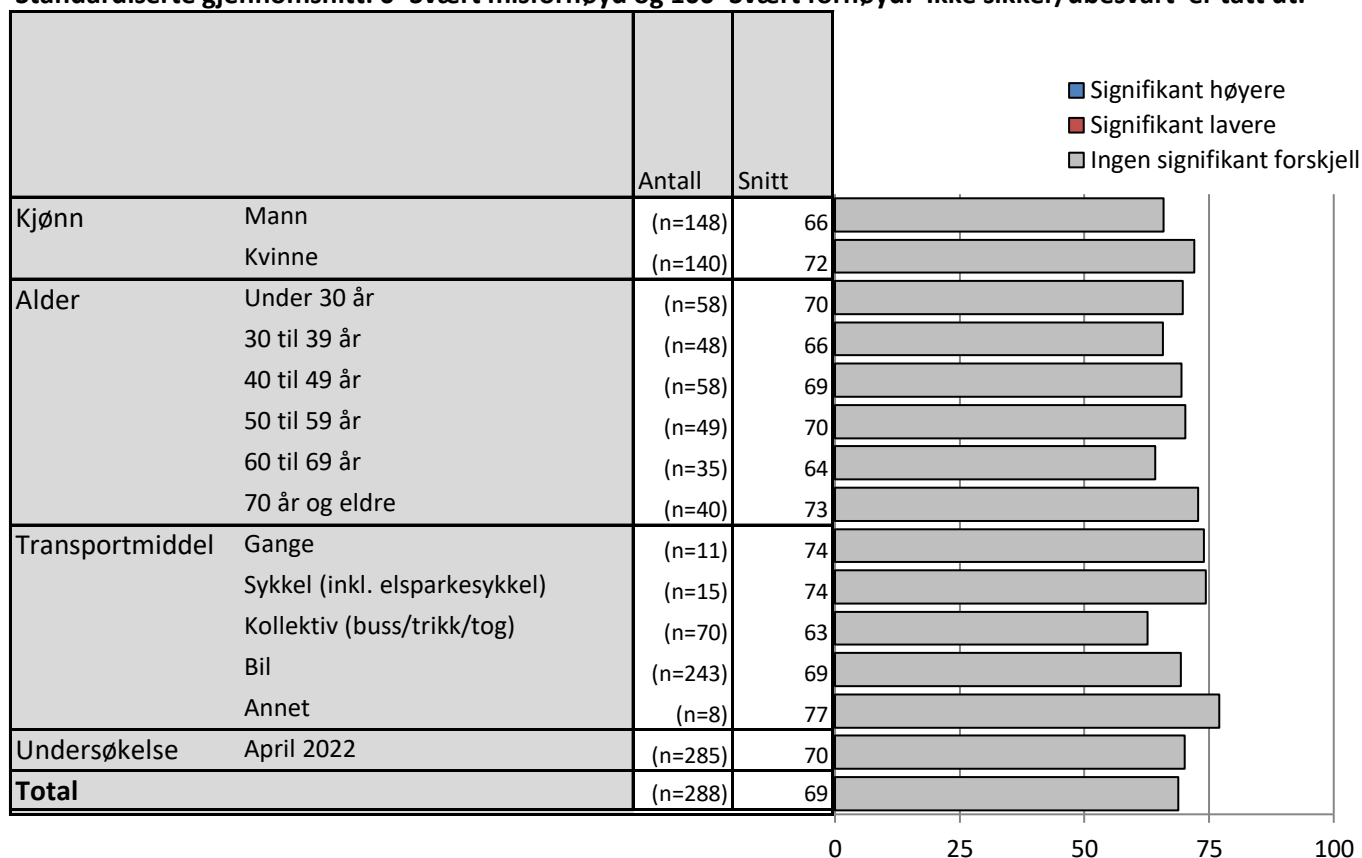 Signifikant høyere
Signifikant lavere
Ingen signifikant forskjell
Antall Snitt
Kjønn Mann (n=148) 66
Kvinne (n=140) 72
Alder Under 30 år (n=58) 70
30 til 39 år (n=48) 66
40 til 49 år (n=58) 69
50 til 59 år (n=49) 70
60 til 69 år (n=35) 64
70 år og eldre (n=40) 73
Transportmiddel Gange (n=11) 74
Sykkel (inkl. elsparkesykkel) (n=15) 74
Kollektiv (buss/trikk/tog) (n=70) 63
Bil (n=243) 69
Annet (n=8) 77
Undersøkelse April 2022 (n=285) 70
Total (n=288) 69
0 25 50 75 100